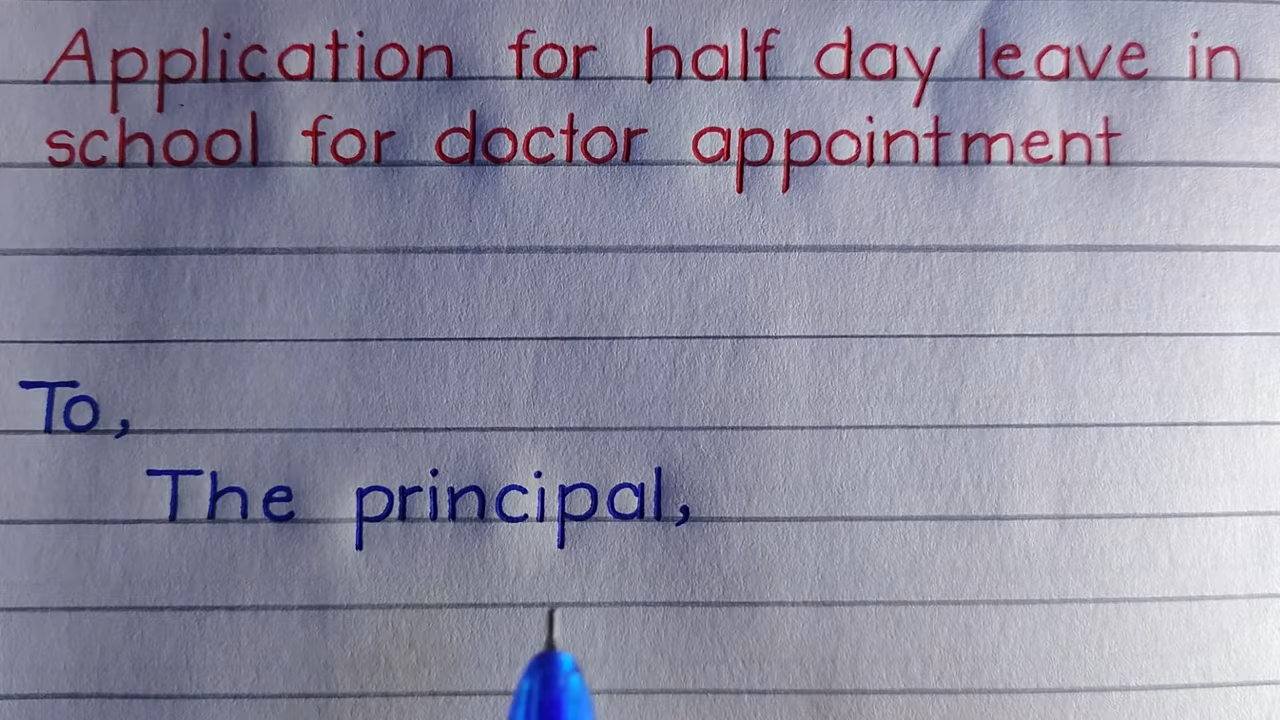 Application for half day leave in
school for doctor appointment
To,
The principal,